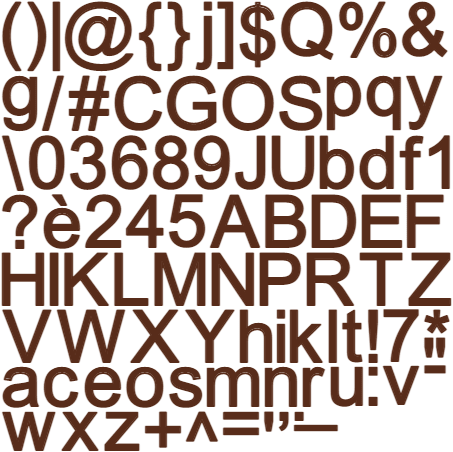 ()|@{}j]$Q%&
g/#CGOSpqy
\03689JUbdf1
?è245ABDEF
HIKLMNPRTZ
VWXYhiklt!7*
aceosmnru:v"-
wxz+^=",¨–